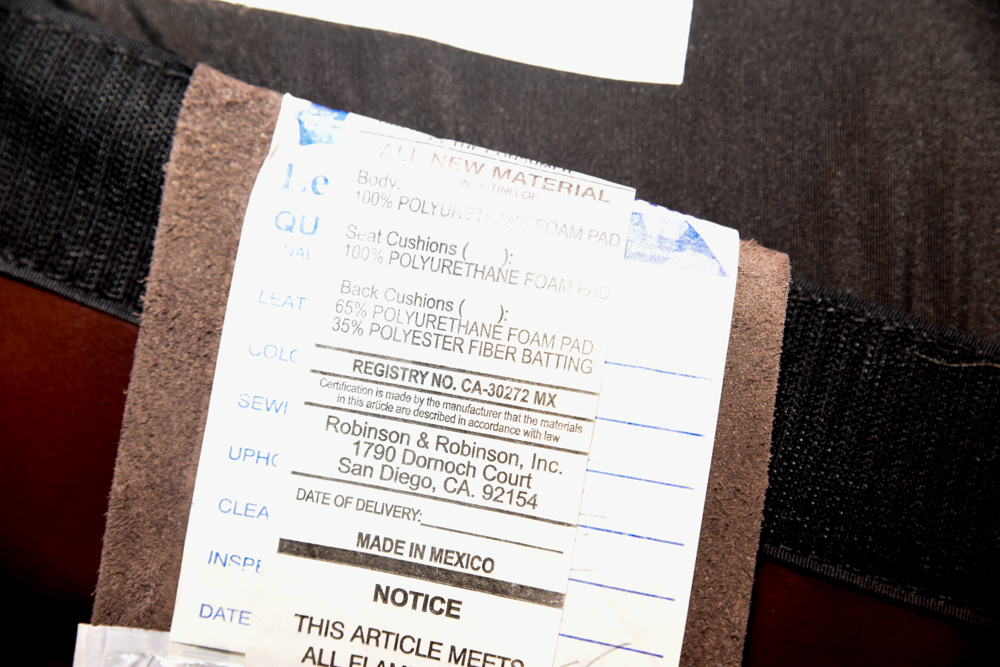 ALL NEW MATERIAL
Body:
100% POLYURETHANE FOAM PAD
Seat Cushions ( ):
100% POLYURETHANE FOAM PAD
Back Cushions ( ):
65% POLYURETHANE FOAM PAD
35% POLYESTER FIBER BATTING
REGISTRY NO. CA-30272 MX
Certification is made by the manufacturer that the materials
in this article are described in accordance with law
Robinson & Robinson, Inc.
1790 Dornoch Court
San Diego, CA. 92154
DATE OF DELIVERY:
MADE IN MEXICO
NOTICE
THIS ARTICLE MEETS
ALL FLAM
Le
QU
LEAT
COLO
SEWI
UPHO
CLEA
INSPE
DATE